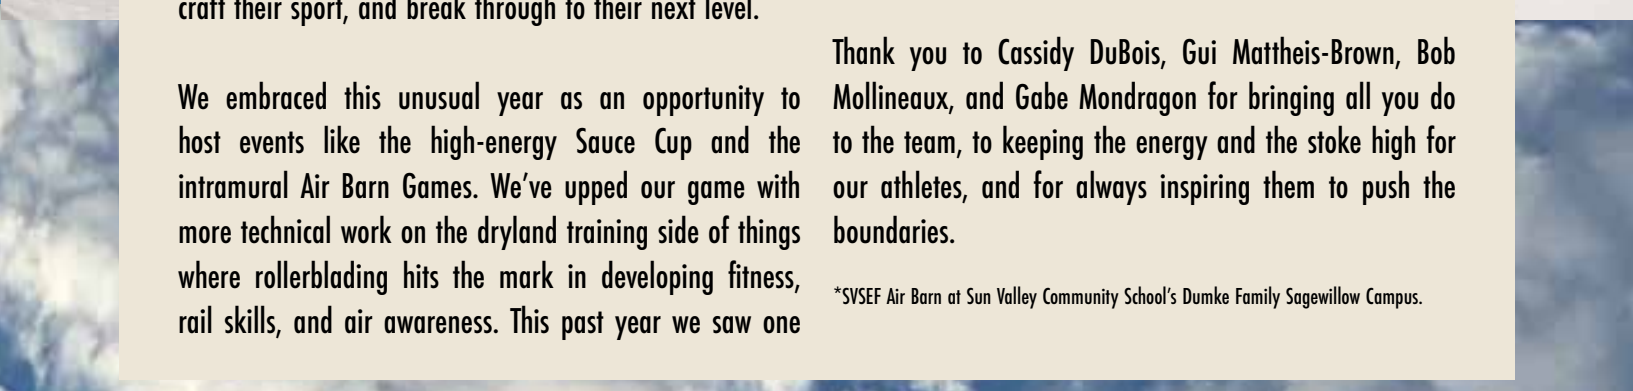 craft their sport, and break through to their next level.
We embraced this unusual year as an opportunity to
host events like the high-energy Sauce Cup and the
intramural Air Barn Games. We’ve upped our game with
more technical work on the dryland training side of things
where rollerblading hits the mark in developing fitness,
rail skills, and air awareness. This past year we saw one
Thank you to Cassidy DuBois, Gui Mattheis-Brown, Bob
Mollineaux, and Gabe Mondragon for bringing all you do
to the team, to keeping the energy and the stoke high for
our athletes, and for always inspiring them to push the
boundaries.
*SVSEF Air Barn at Sun Valley Community School’s Dumke Family Sagewillow Campus.